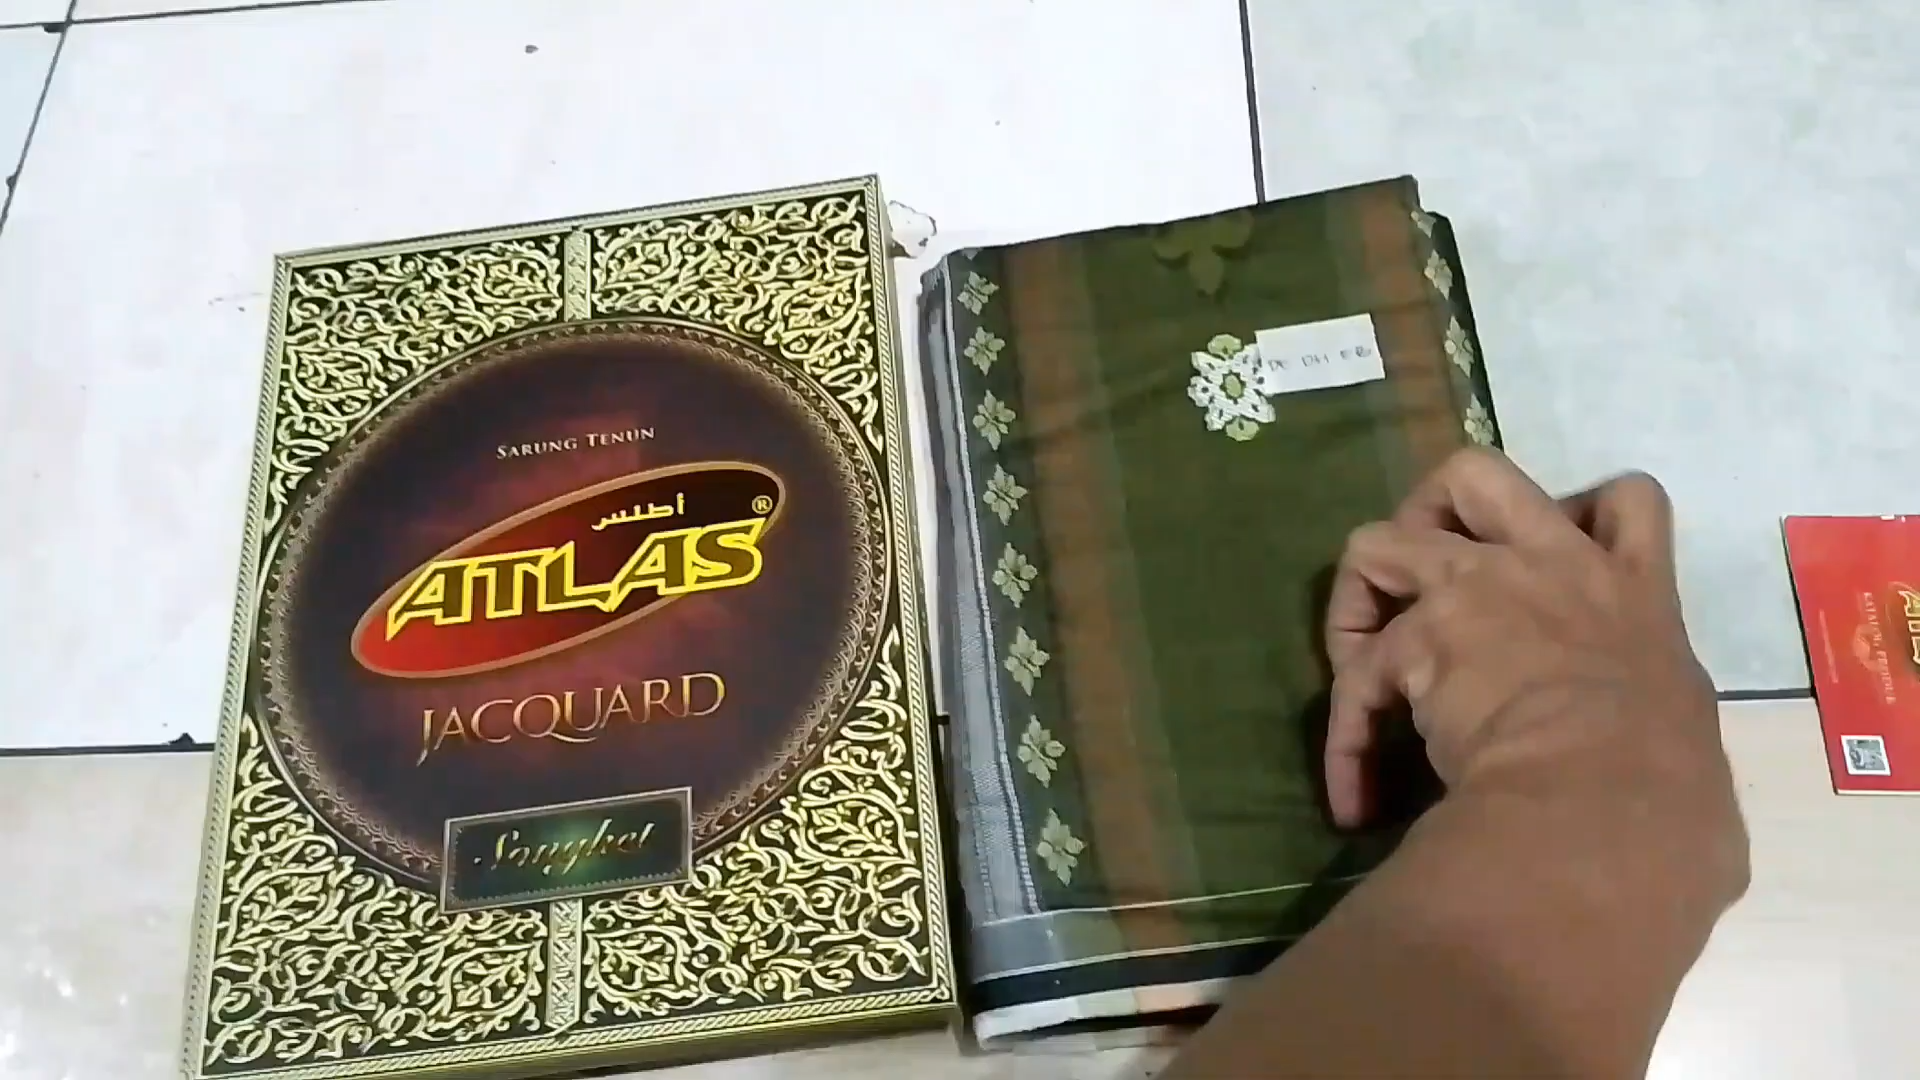 SARUNG TENUN
أطلس
ATLAS®
JACQUARD
Songket